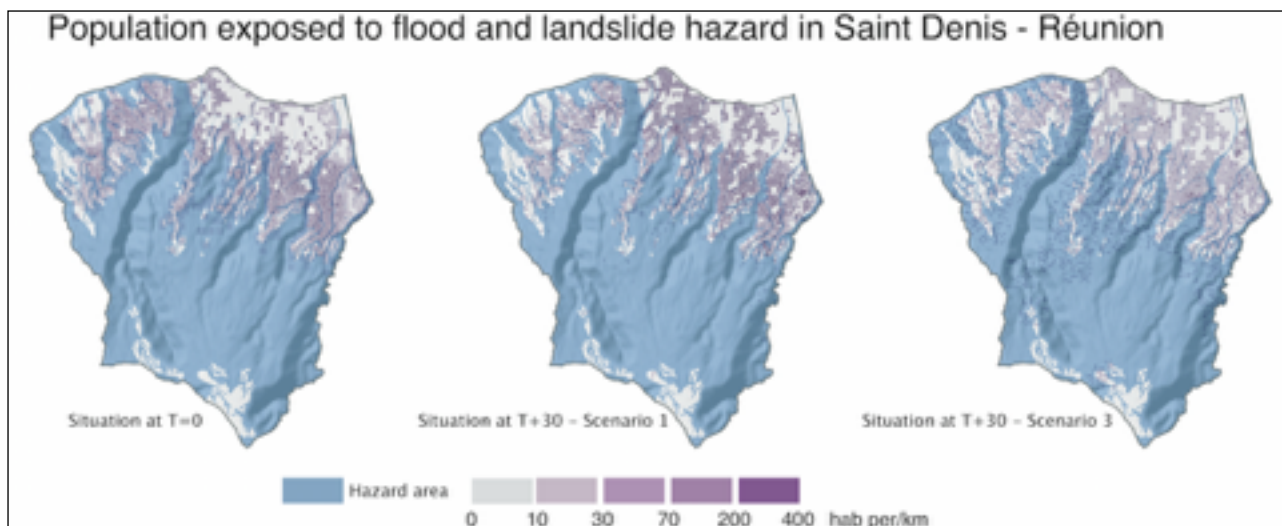 Population exposed to flood and landslide hazard in Saint Denis - Réunion
Situation at T=0
Situation at T+30 - Scenario 1
Situation at T+30 - Scenario 3
Hazard area
0 10 30 70 200 400 hab per/km